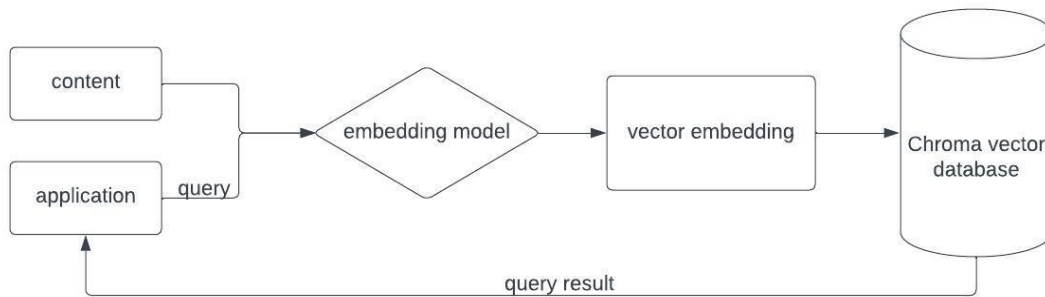 content
application
query
embedding model
vector embedding
Chroma vector
database
query result